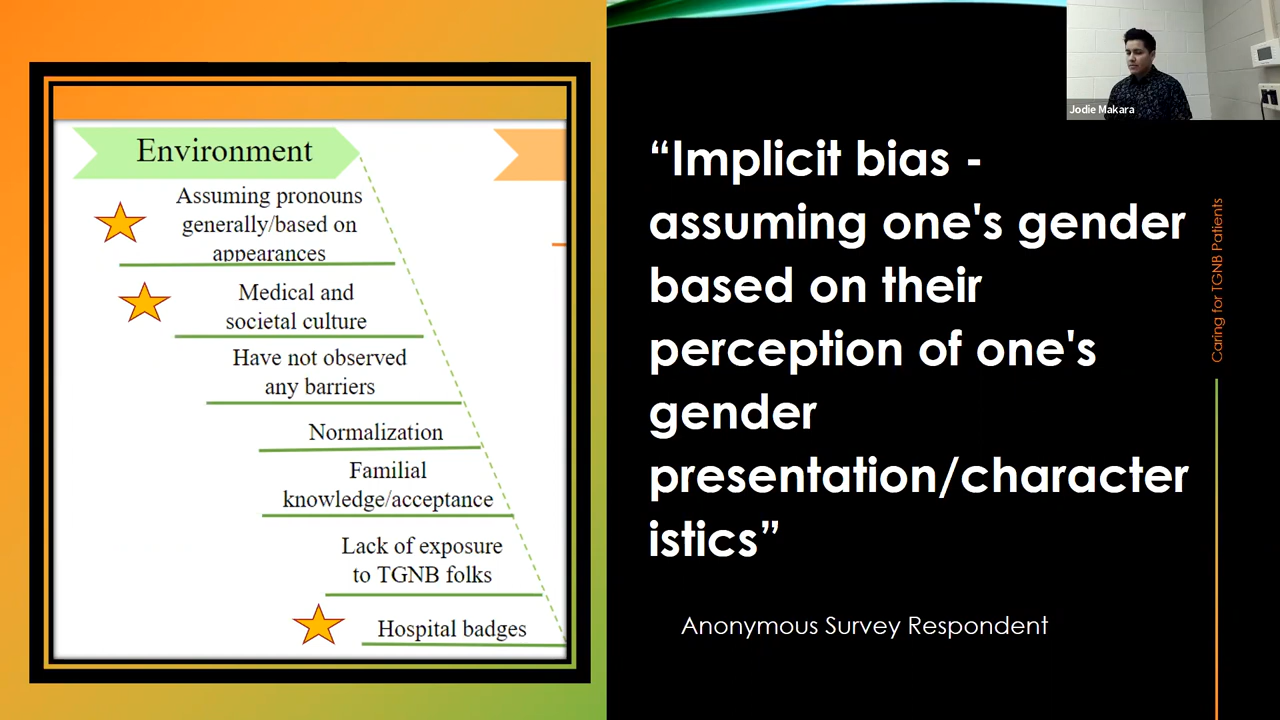 Environment
Assuming pronouns
generally/based on
appearances
Medical and
societal culture
Have not observed
any barriers
Normalization
Familial
knowledge/acceptance
Lack of exposure
to TGNB folks
Hospital badges
“Implicit bias -
assuming one's gender
based on their
perception of one's
gender
presentation/character
istics”
Anonymous Survey Respondent
Caring for TGNB Patients
Jodie Makara